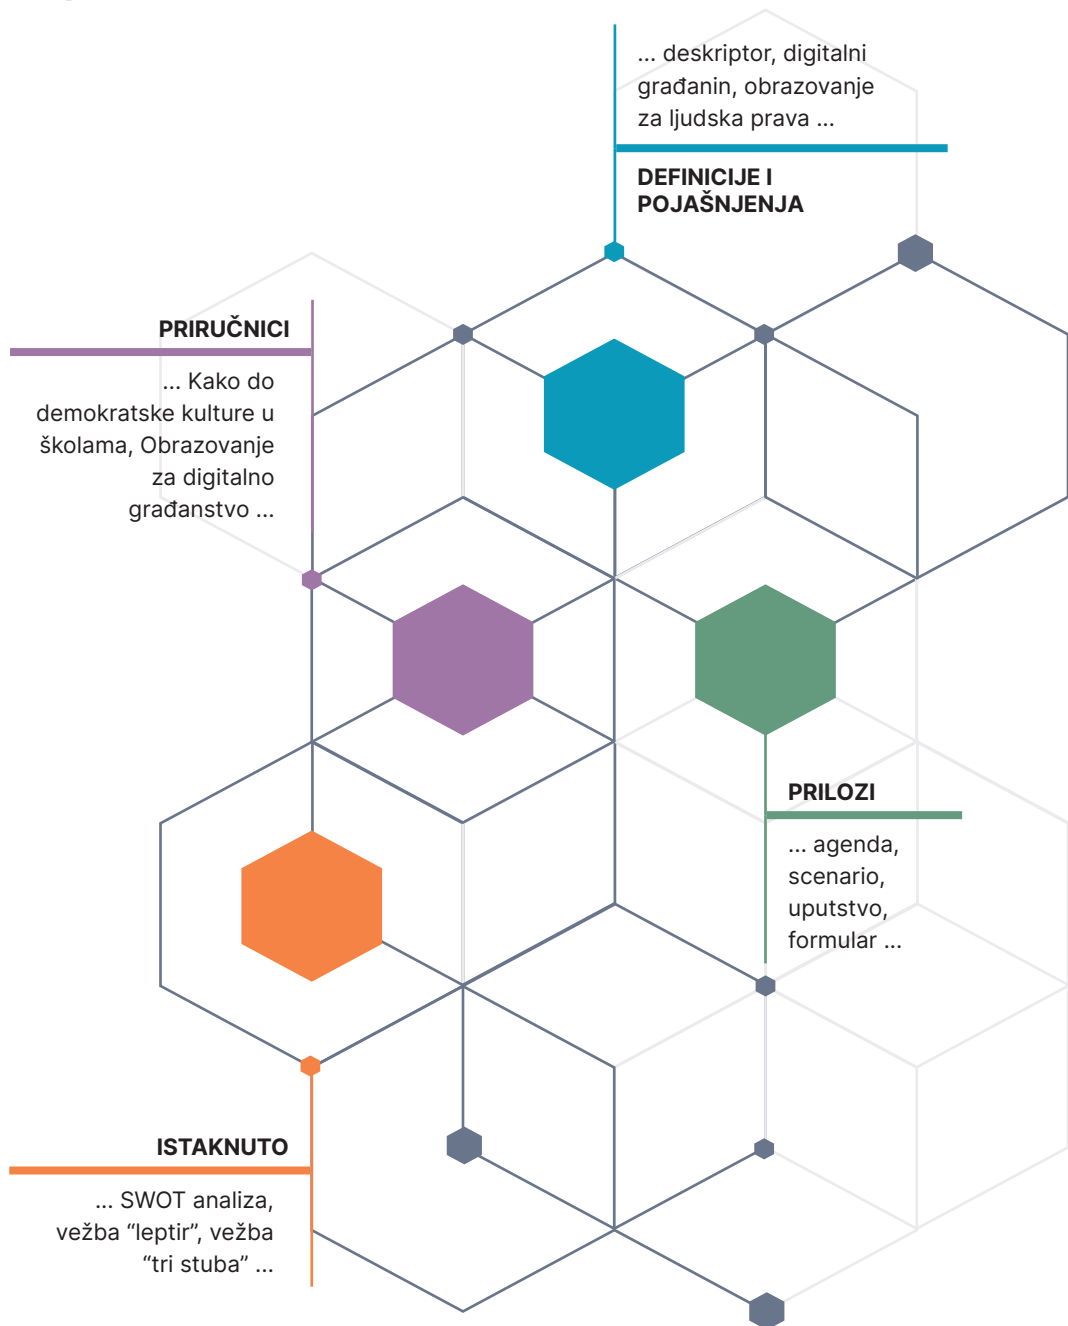 ... deskriptor, digitalni
građanin, obrazovanje
za ljudska prava ...
DEFINICIJE I
POJAŠNJENJA
PRIRUČNICI
... Kako do
demokratske kulture u
školama, Obrazovanje
za digitalno
građanstvo ...
PRILOZI
... agenda,
scenario,
uputstvo,
formular ...
ISTAKNUTO
... SWOT analiza,
vežba “leptir”, vežba
“tri stuba” ...